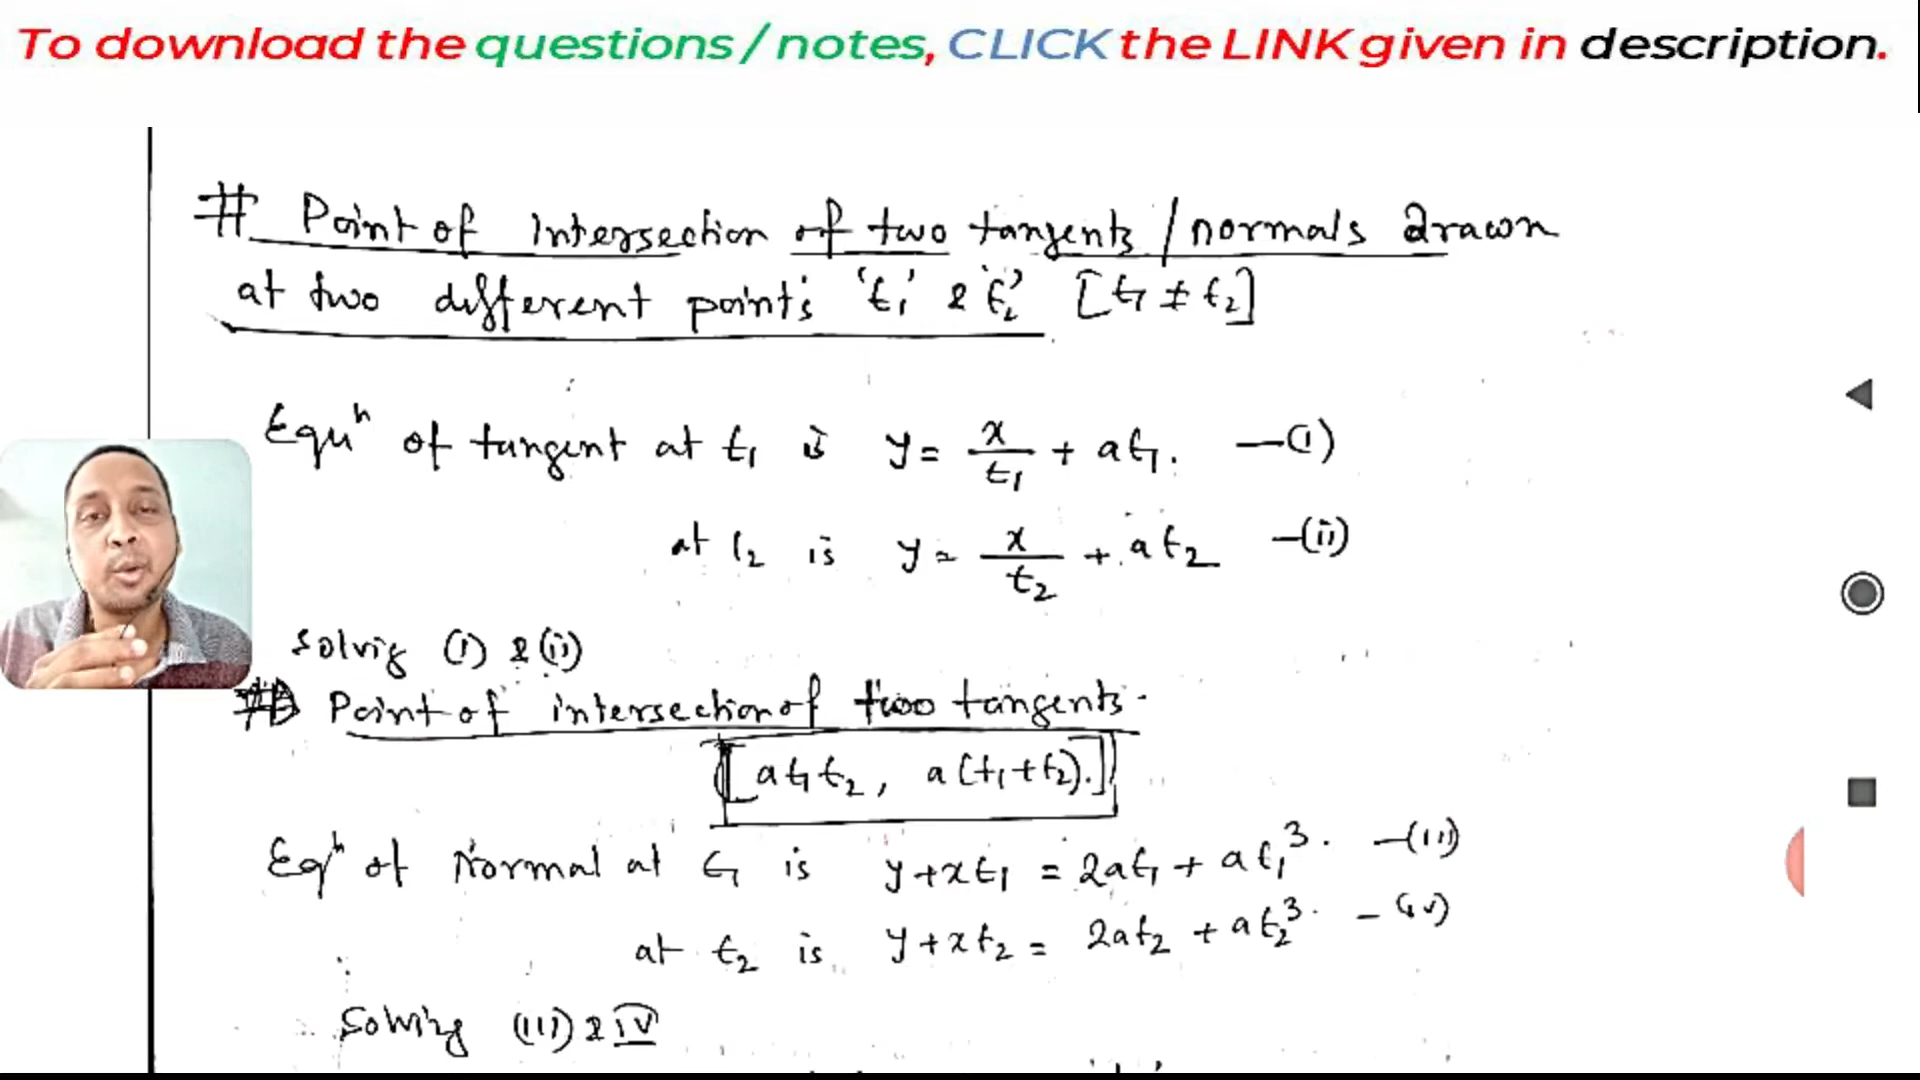 To download the questions / notes, CLICK the LINK given in description.
# Point of Intersection of two tangents / normals drawn
at two different points 't₁' & 't₂' [t₁ ≠ t₂]
Equⁿ of tangent at t₁ is y = x/t₁ + at₁. —(i)
at t₂ is y = x/t₂ + at₂ —(ii)
Solvig (i) & (ii)
Point of intersection of two tangents.
[at₁t₂, a(t₁+t₂).]
Eqⁿ of Normal at t₁ is y+xt₁ = 2at₁ + at₁³. —(iii)
at t₂ is y+xt₂ = 2at₂ + at₂³. —(iv)
Solving (iii) & IV